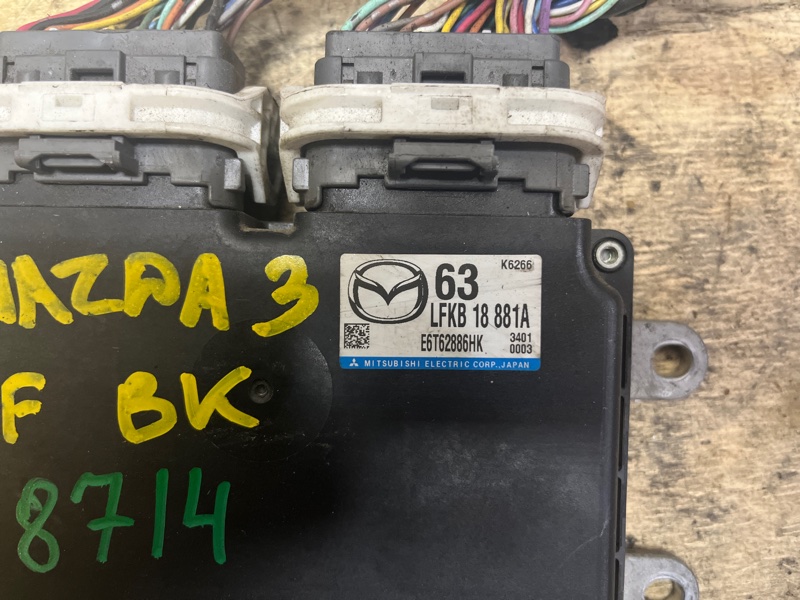 K6266
63
LFKB 18 881A
E6T62886HK 3401
0003
MITSUBISHI ELECTRIC CORP., JAPAN
MAZDA 3
F BK
8714